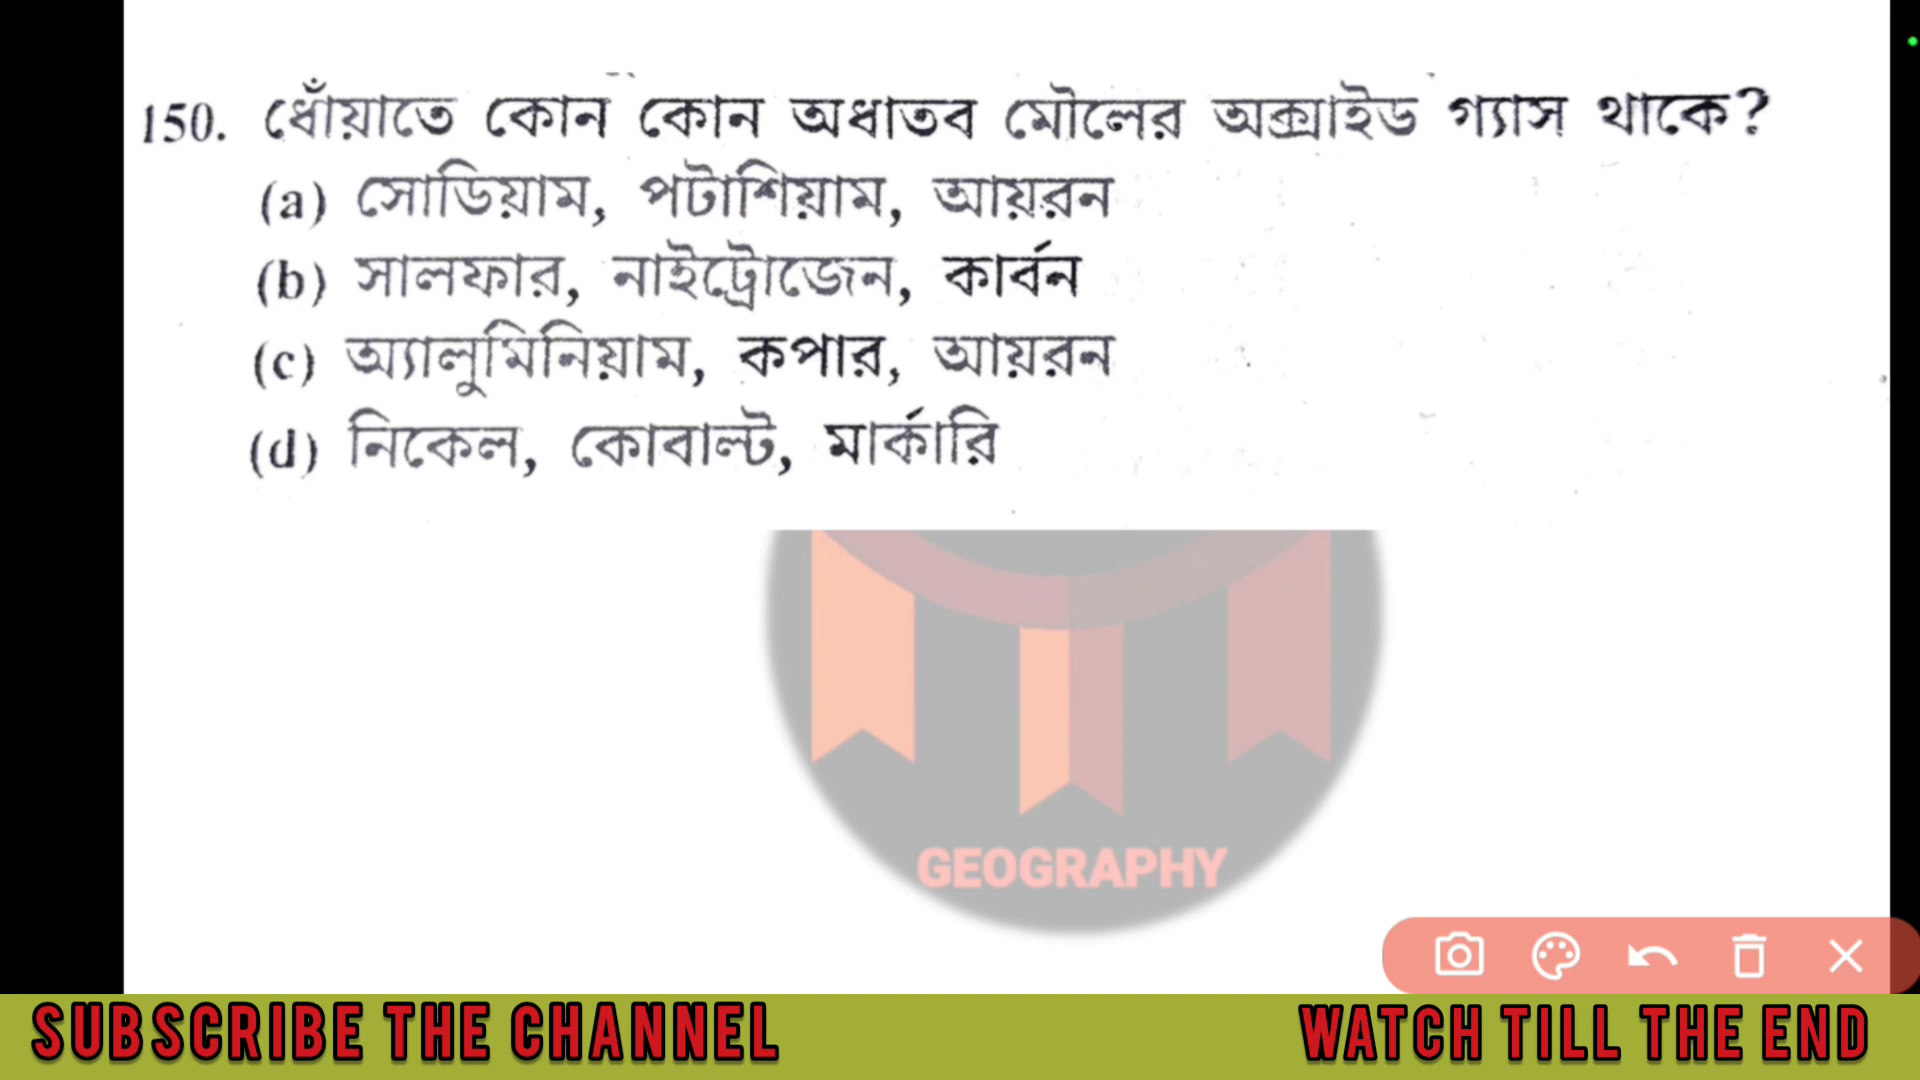 150. ধোঁয়াতে কোন কোন অধাতব মৌলের অক্সাইড গ্যাস থাকে?
(a) সোডিয়াম, পটাশিয়াম, আয়রন
(b) সালফার, নাইট্রোজেন, কার্বন
(c) অ্যালুমিনিয়াম, কপার, আয়রন
(d) নিকেল, কোবাল্ট, মার্কারি
GEOGRAPHY
SUBSCRIBE THE CHANNEL
WATCH TILL THE END